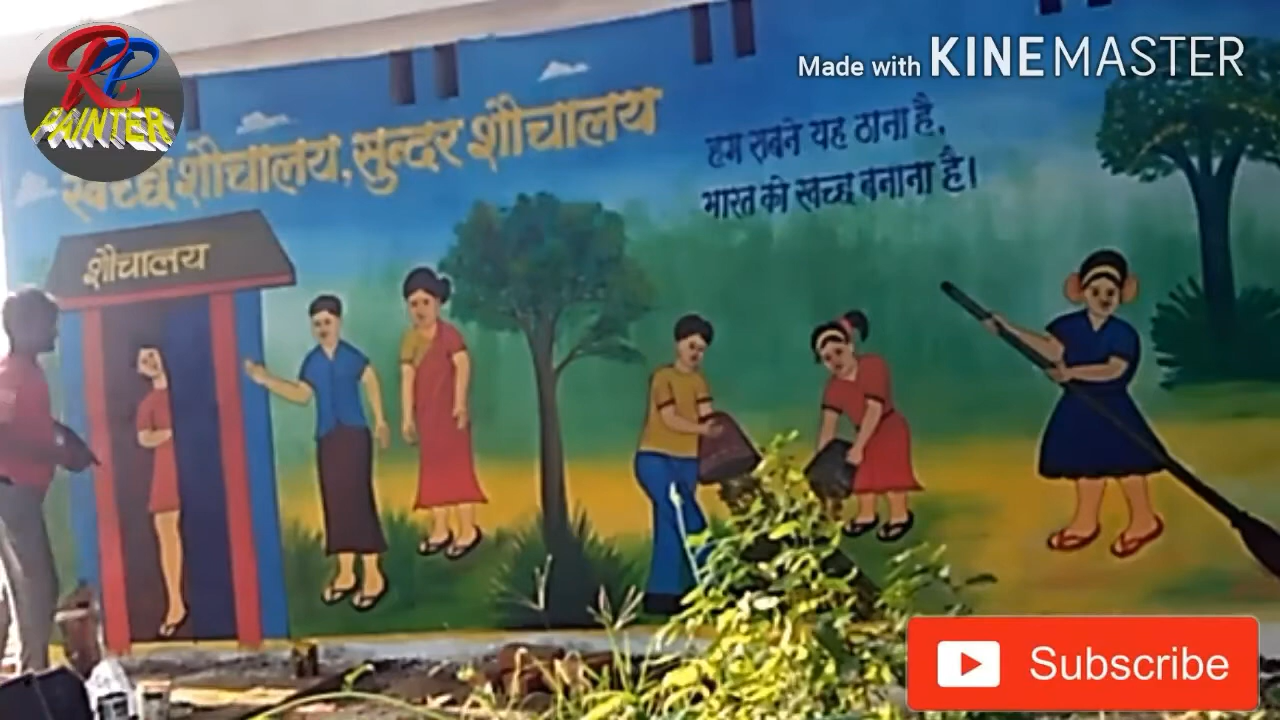 RP
PAINTER
Made with KINEMASTER
स्वच्छ शौचालय, सुन्दर शौचालय
हम सबने यह ठाना है,
भारत को स्वच्छ बनाना है।
शौचालय
Subscribe